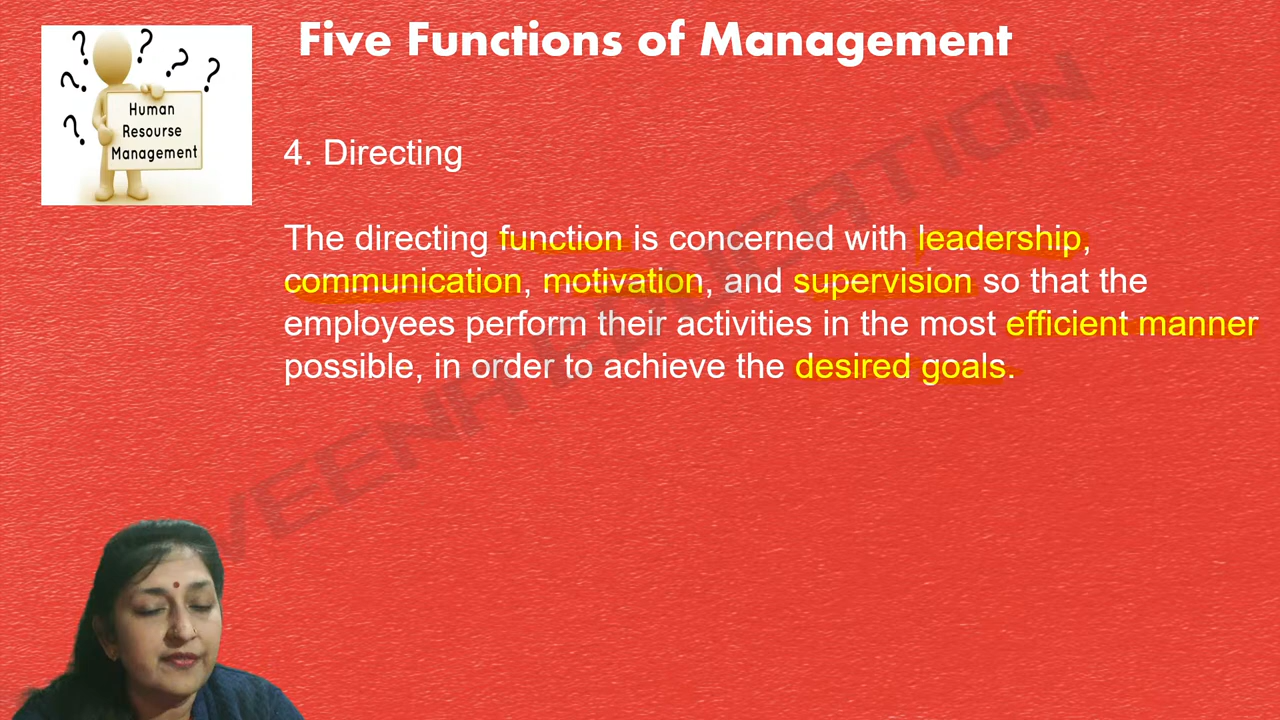 Five Functions of Management
Human
Resourse
Management
4. Directing
The directing function is concerned with leadership,
communication, motivation, and supervision so that the
employees perform their activities in the most efficient manner
possible, in order to achieve the desired goals.